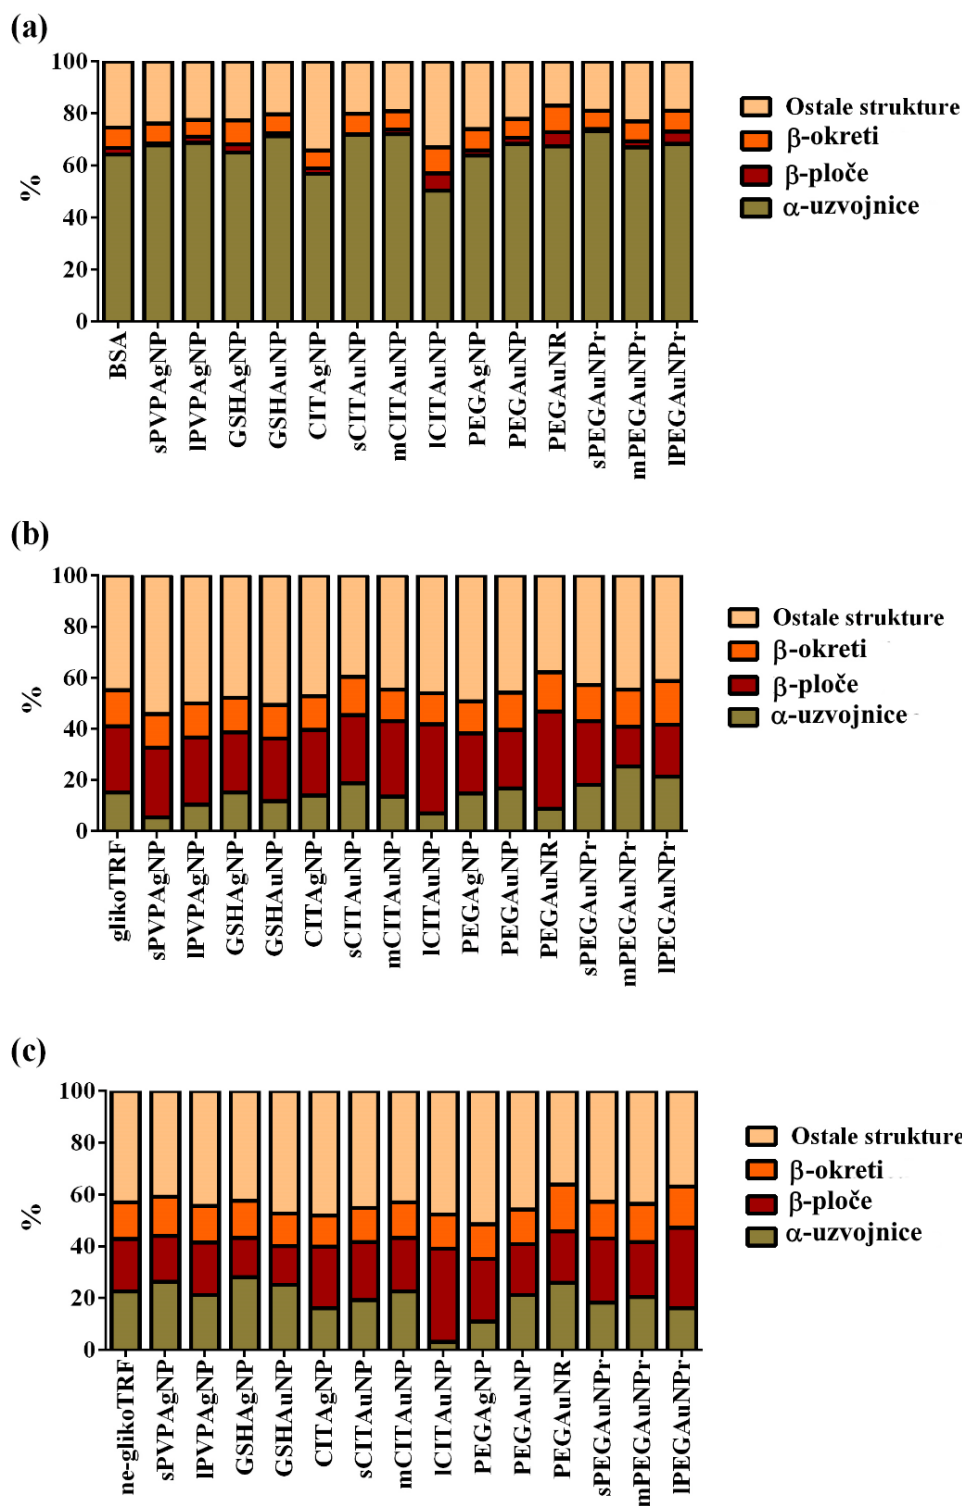 (a)
100
80
60
40
20
0
%
Ostale strukture
β-okreti
β-ploče
α-uzvojnice
BSA
sPVPAgNP
lPVPAgNP
GSHAgNP
GSHAuNP
CITAgNP
sCITAuNP
mCITAuNP
lCITAuNP
PEGAgNP
PEGAuNP
PEGAuNR
sPEGAuNPr
mPEGAuNPr
lPEGAuNPr
(b)
100
80
60
40
20
0
%
Ostale strukture
β-okreti
β-ploče
α-uzvojnice
glikoTRF
sPVPAgNP
lPVPAgNP
GSHAgNP
GSHAuNP
CITAgNP
sCITAuNP
mCITAuNP
lCITAuNP
PEGAgNP
PEGAuNP
PEGAuNR
sPEGAuNPr
mPEGAuNPr
lPEGAuNPr
(c)
100
80
60
40
20
0
%
Ostale strukture
β-okreti
β-ploče
α-uzvojnice
ne-glikoTRF
sPVPAgNP
lPVPAgNP
GSHAgNP
GSHAuNP
CITAgNP
sCITAuNP
mCITAuNP
lCITAuNP
PEGAgNP
PEGAuNP
PEGAuNR
sPEGAuNPr
mPEGAuNPr
lPEGAuNPr